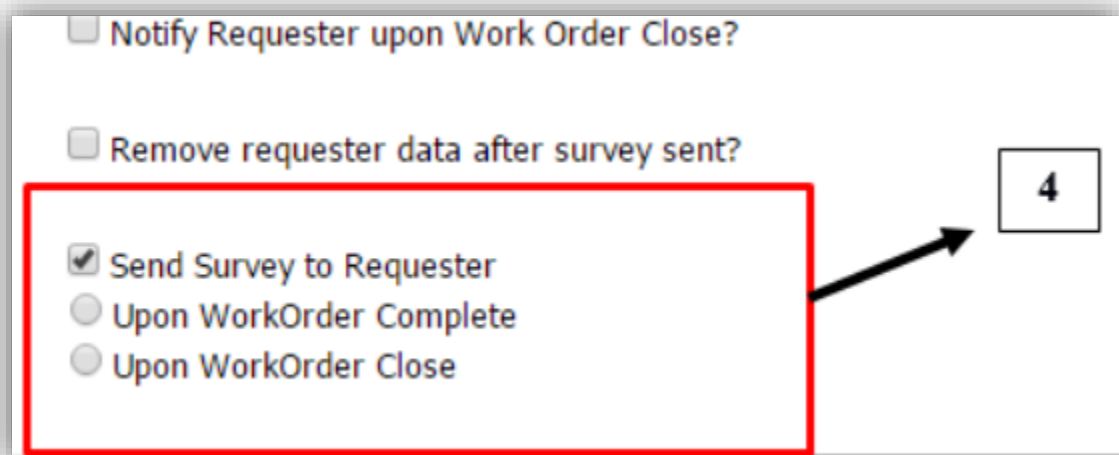 Notify Requester upon Work Order Close?
Remove requester data after survey sent?
4
Send Survey to Requester
Upon WorkOrder Complete
Upon WorkOrder Close